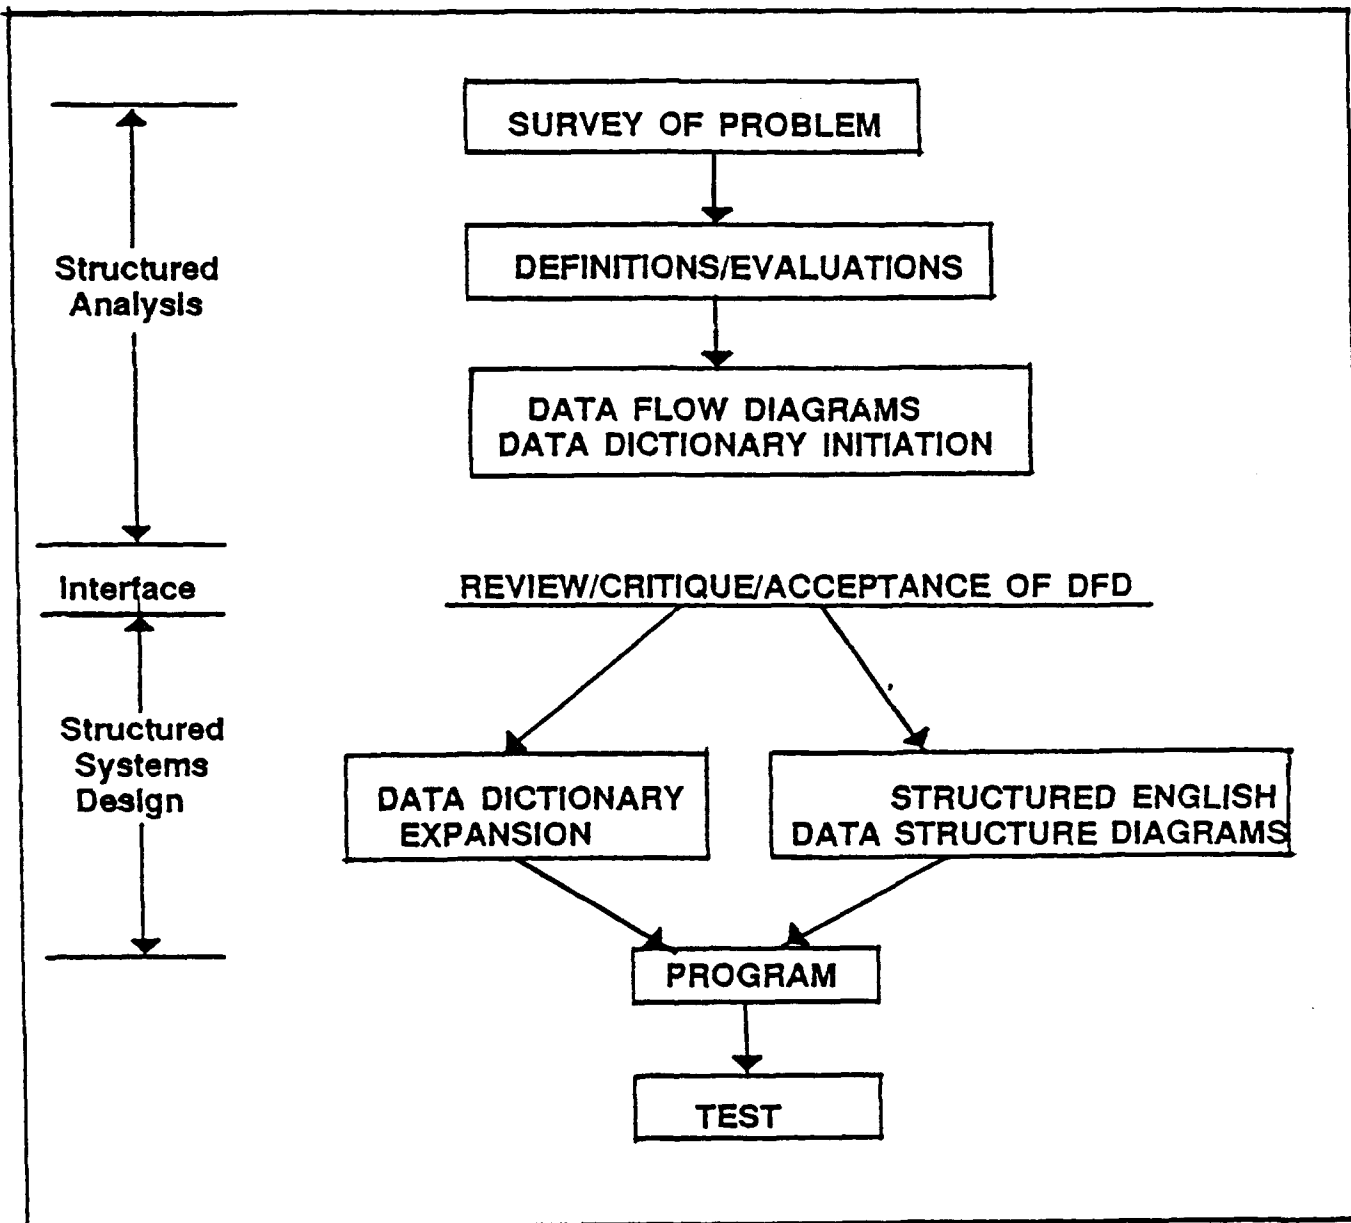 SURVEY OF PROBLEM
DEFINITIONS/EVALUATIONS
Structured
Analysis
DATA FLOW DIAGRAMS
DATA DICTIONARY INITIATION
Interface
REVIEW/CRITIQUE/ACCEPTANCE OF DFD
Structured
Systems
Design
DATA DICTIONARY
EXPANSION
STRUCTURED ENGLISH
DATA STRUCTURE DIAGRAMS
PROGRAM
TEST